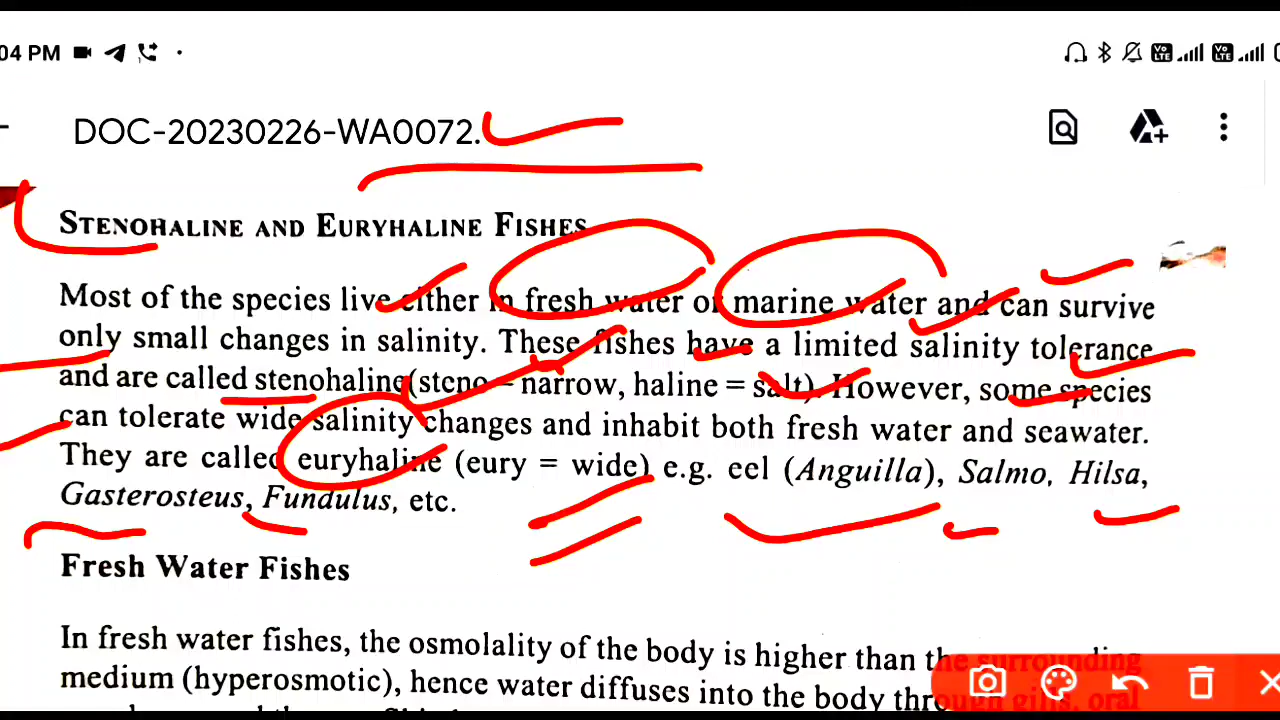 04 PM
Vo LTE Vo LTE
DOC-20230226-WA0072.
STENOHALINE AND EURYHALINE FISHES
Most of the species live either in fresh water or marine water and can survive
only small changes in salinity. These fishes have a limited salinity tolerance
and are called stenohaline (steno = narrow, haline = salt). However, some species
can tolerate wide salinity changes and inhabit both fresh water and seawater.
They are called euryhaline (eury = wide) e.g. eel (Anguilla), Salmo, Hilsa,
Gasterosteus, Fundulus, etc.
Fresh Water Fishes
In fresh water fishes, the osmolality of the body is higher than the surrounding
medium (hyperosmotic), hence water diffuses into the body through gills, oral